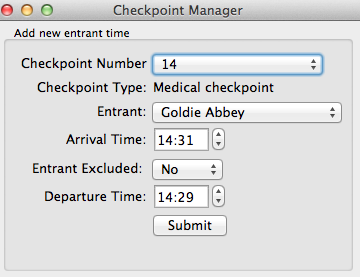 Checkpoint Manager
Add new entrant time
Checkpoint Number 14
Checkpoint Type: Medical checkpoint
Entrant: Goldie Abbey
Arrival Time: 14:31
Entrant Excluded: No
Departure Time: 14:29
Submit